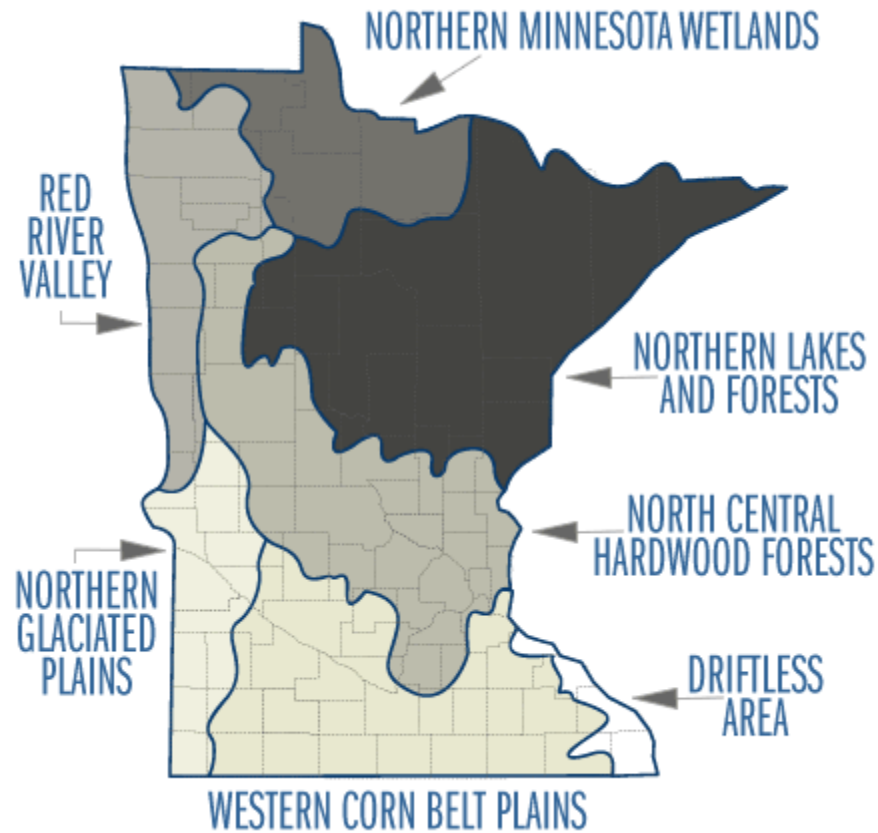 NORTHERN MINNESOTA WETLANDS
RED
RIVER
VALLEY
NORTHERN LAKES
AND FORESTS
NORTH CENTRAL
HARDWOOD FORESTS
NORTHERN
GLACIATED
PLAINS
DRIFTLESS
AREA
WESTERN CORN BELT PLAINS